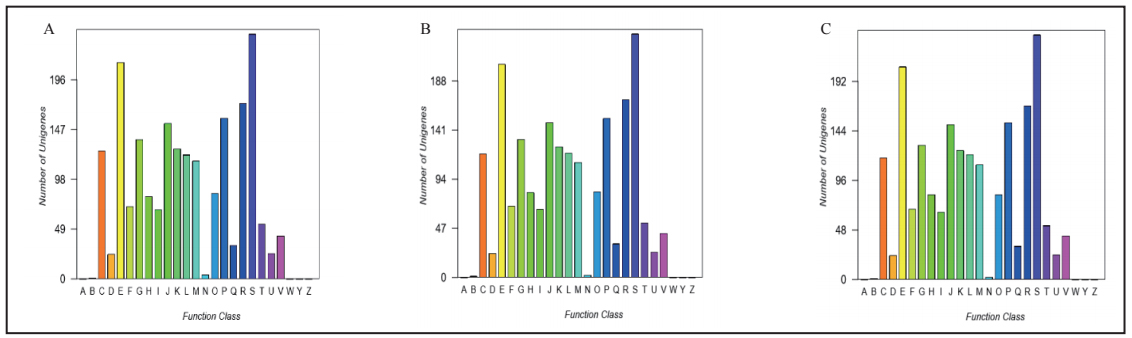 A
Number of Unigenes
196
147
98
49
0
A B C D E F G H I J K L M N O P Q R S T U V W Y Z
Function Class
B
Number of Unigenes
188
141
94
47
0
A B C D E F G H I J K L M N O P Q R S T U V W Y Z
Function Class
C
Number of Unigenes
192
144
96
48
0
A B C D E F G H I J K L M N O P Q R S T U V W Y Z
Function Class